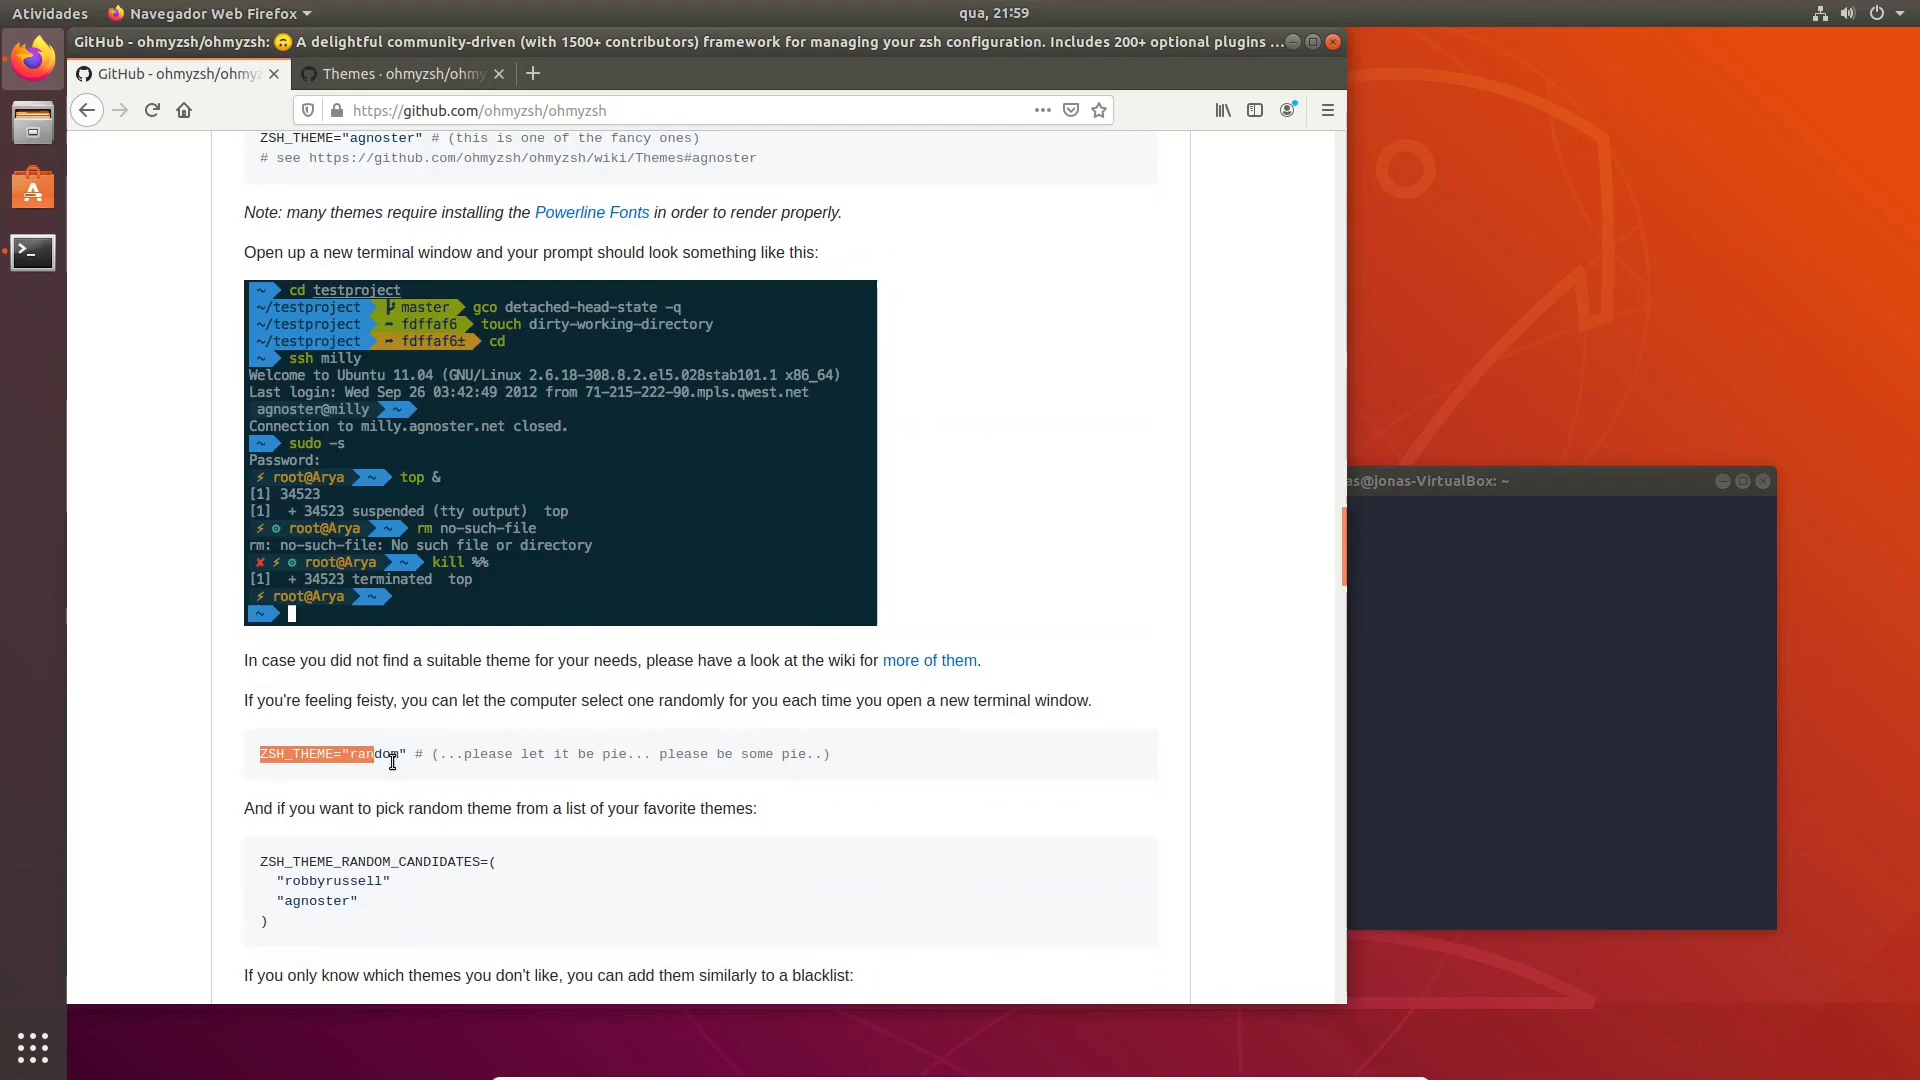 Atividades
Navegador Web Firefox
qua, 21:59
GitHub - ohmyzsh/ohmyzsh: 🙃 A delightful community-driven (with 1500+ contributors) framework for managing your zsh configuration. Includes 200+ optional plugins ...
GitHub - ohmyzsh/ohmyz
Themes · ohmyzsh/ohmy
https://github.com/ohmyzsh/ohmyzsh
ZSH_THEME="agnoster" # (this is one of the fancy ones)
# see https://github.com/ohmyzsh/ohmyzsh/wiki/Themes#agnoster
Note: many themes require installing the Powerline Fonts in order to render properly.
Open up a new terminal window and your prompt should look something like this:
~ cd testproject
~/testproject master gco detached-head-state -q
~/testproject ➦ fdffaf6 touch dirty-working-directory
~/testproject ➦ fdffaf6± cd
~ ssh milly
Welcome to Ubuntu 11.04 (GNU/Linux 2.6.18-308.8.2.el5.028stab101.1 x86_64)
Last login: Wed Sep 26 03:42:49 2012 from 71-215-222-90.mpls.qwest.net
agnoster@milly ~
Connection to milly.agnoster.net closed.
~ sudo -s
Password:
⚡ root@Arya ~ top &
[1] 34523
[1] + 34523 suspended (tty output) top
⚡ ⚙ root@Arya ~ rm no-such-file
rm: no-such-file: No such file or directory
✘ ⚡ ⚙ root@Arya ~ kill %%
[1] + 34523 terminated top
⚡ root@Arya ~
~
In case you did not find a suitable theme for your needs, please have a look at the wiki for more of them.
If you're feeling feisty, you can let the computer select one randomly for you each time you open a new terminal window.
ZSH_THEME="random" # (...please let it be pie... please be some pie..)
And if you want to pick random theme from a list of your favorite themes:
ZSH_THEME_RANDOM_CANDIDATES=(
"robbyrussell"
"agnoster"
)
If you only know which themes you don't like, you can add them similarly to a blacklist:
as@jonas-VirtualBox: ~